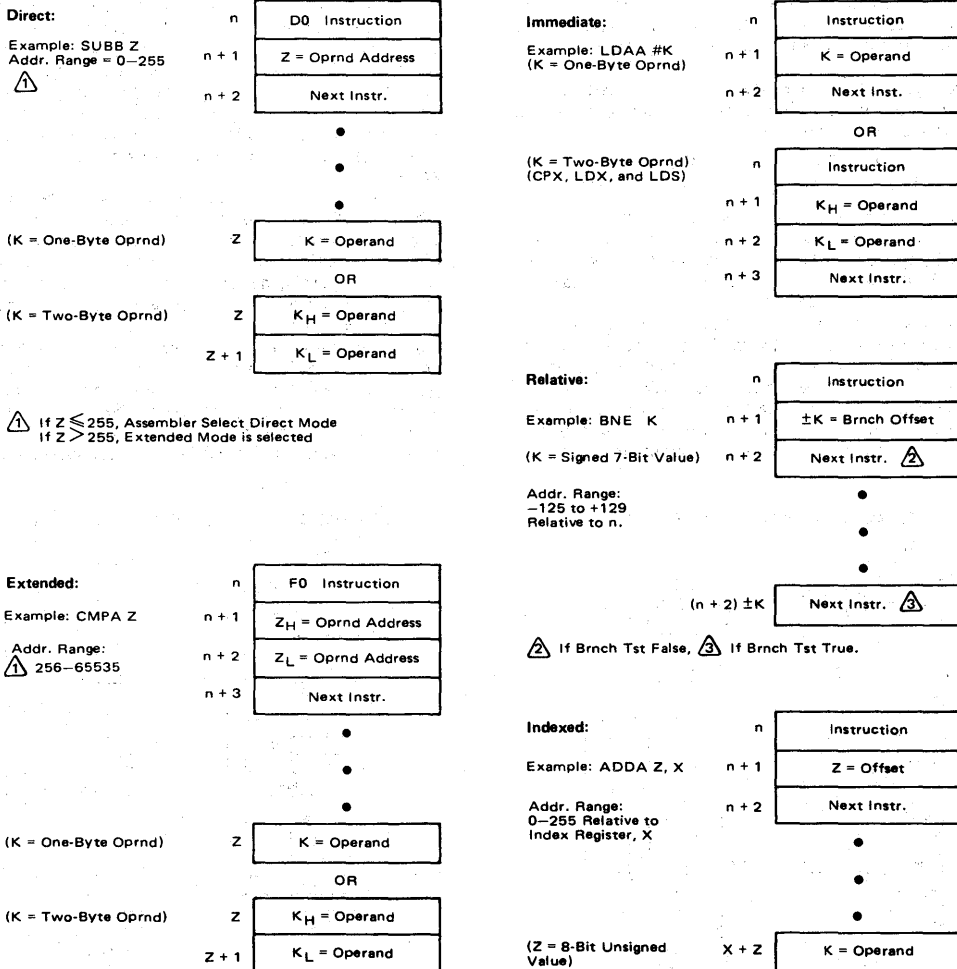 Direct:
n
D0 Instruction
Example: SUBB Z
Addr. Range = 0–255
n + 1
Z = Oprnd Address
1
n + 2
Next Instr.
(K = One-Byte Oprnd)
Z
K = Operand
OR
(K = Two-Byte Oprnd)
Z
KH = Operand
Z + 1
KL = Operand
1 If Z ≤ 255, Assembler Select Direct Mode
If Z > 255, Extended Mode is selected
Extended:
n
F0 Instruction
Example: CMPA Z
n + 1
ZH = Oprnd Address
Addr. Range:
1 256–65535
n + 2
ZL = Oprnd Address
n + 3
Next Instr.
(K = One-Byte Oprnd)
Z
K = Operand
OR
(K = Two-Byte Oprnd)
Z
KH = Operand
Z + 1
KL = Operand
Immediate:
n
Instruction
Example: LDAA #K
(K = One-Byte Oprnd)
n + 1
K = Operand
n + 2
Next Inst.
OR
(K = Two-Byte Oprnd)
(CPX, LDX, and LDS)
n
Instruction
n + 1
KH = Operand
n + 2
KL = Operand
n + 3
Next Instr.
Relative:
n
Instruction
Example: BNE K
n + 1
±K = Brnch Offset
(K = Signed 7-Bit Value)
n + 2
Next Instr. 2
Addr. Range:
–125 to +129
Relative to n.
(n + 2) ±K
Next Instr. 3
2 If Brnch Tst False, 3 If Brnch Tst True.
Indexed:
n
Instruction
Example: ADDA Z, X
n + 1
Z = Offset
Addr. Range:
0–255 Relative to
Index Register, X
n + 2
Next Instr.
(Z = 8-Bit Unsigned
Value)
X + Z
K = Operand